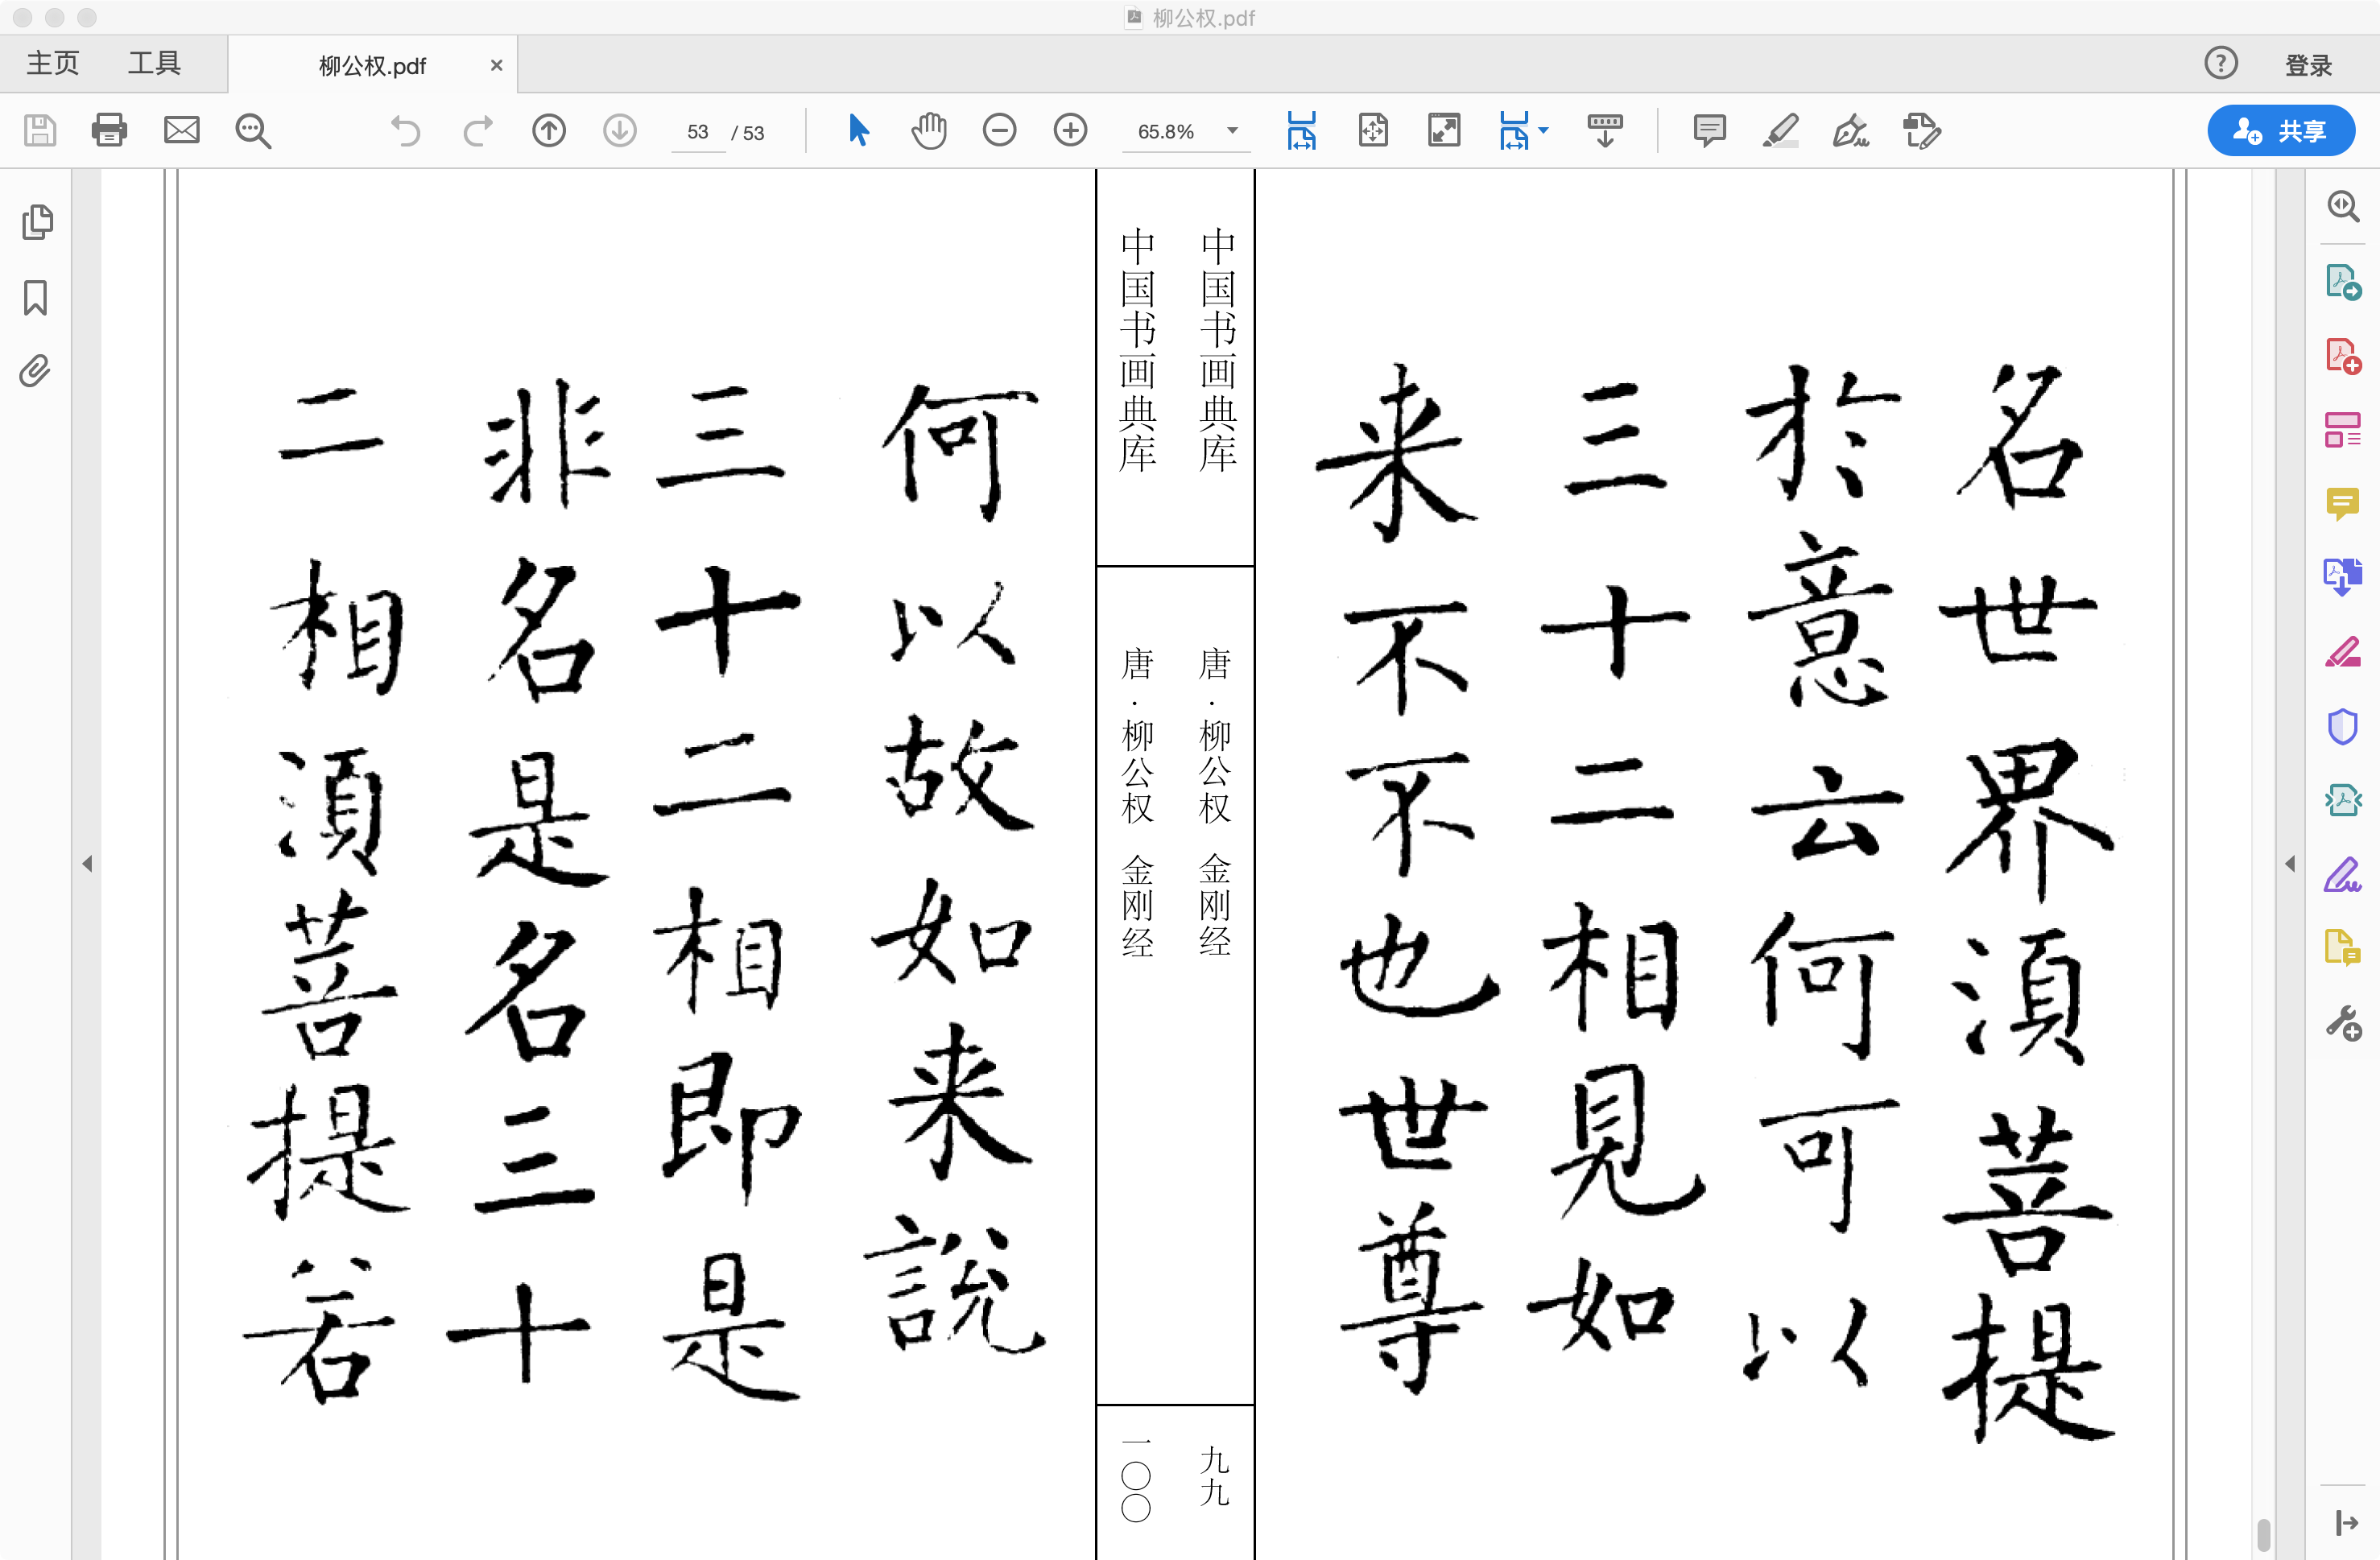 柳公权.pdf
主页 工具 柳公权.pdf 登录
53 / 53 65.8% 共享
名世界湏菩提
於意云何可以
三十二相見如
来不不也世尊
中国书画典库 唐·柳公权 金刚经 九九
中国书画典库 唐·柳公权 金刚经 一〇〇
何以故如来說
三十二相即是
非名是名三十
二相湏菩提若